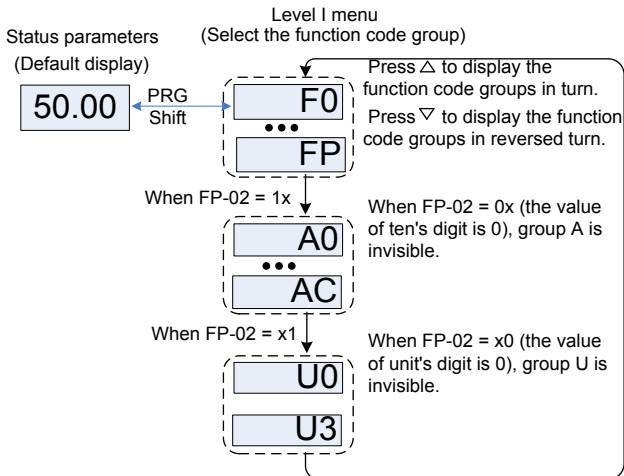 Level I menu
(Select the function code group)
Status parameters
(Default display)
50.00
PRG
Shift
F0
•••
FP
Press △ to display the
function code groups in turn.
Press ▽ to display the function
code groups in reversed turn.
When FP-02 = 1x
A0
•••
AC
When FP-02 = 0x (the value
of ten's digit is 0), group A is
invisible.
When FP-02 = x1
U0
U3
When FP-02 = x0 (the value
of unit's digit is 0), group U is
invisible.